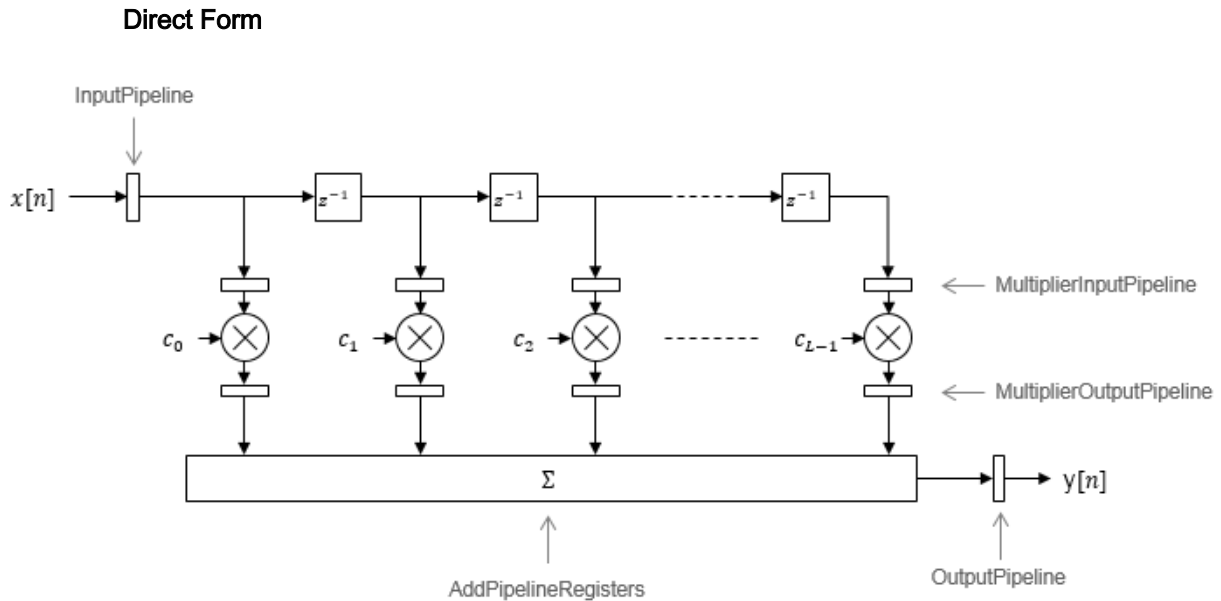 Direct Form
InputPipeline
x[n]
z⁻¹
z⁻¹
z⁻¹
MultiplierInputPipeline
c₀
c₁
c₂
c_{L−1}
MultiplierOutputPipeline
Σ
y[n]
AddPipelineRegisters
OutputPipeline